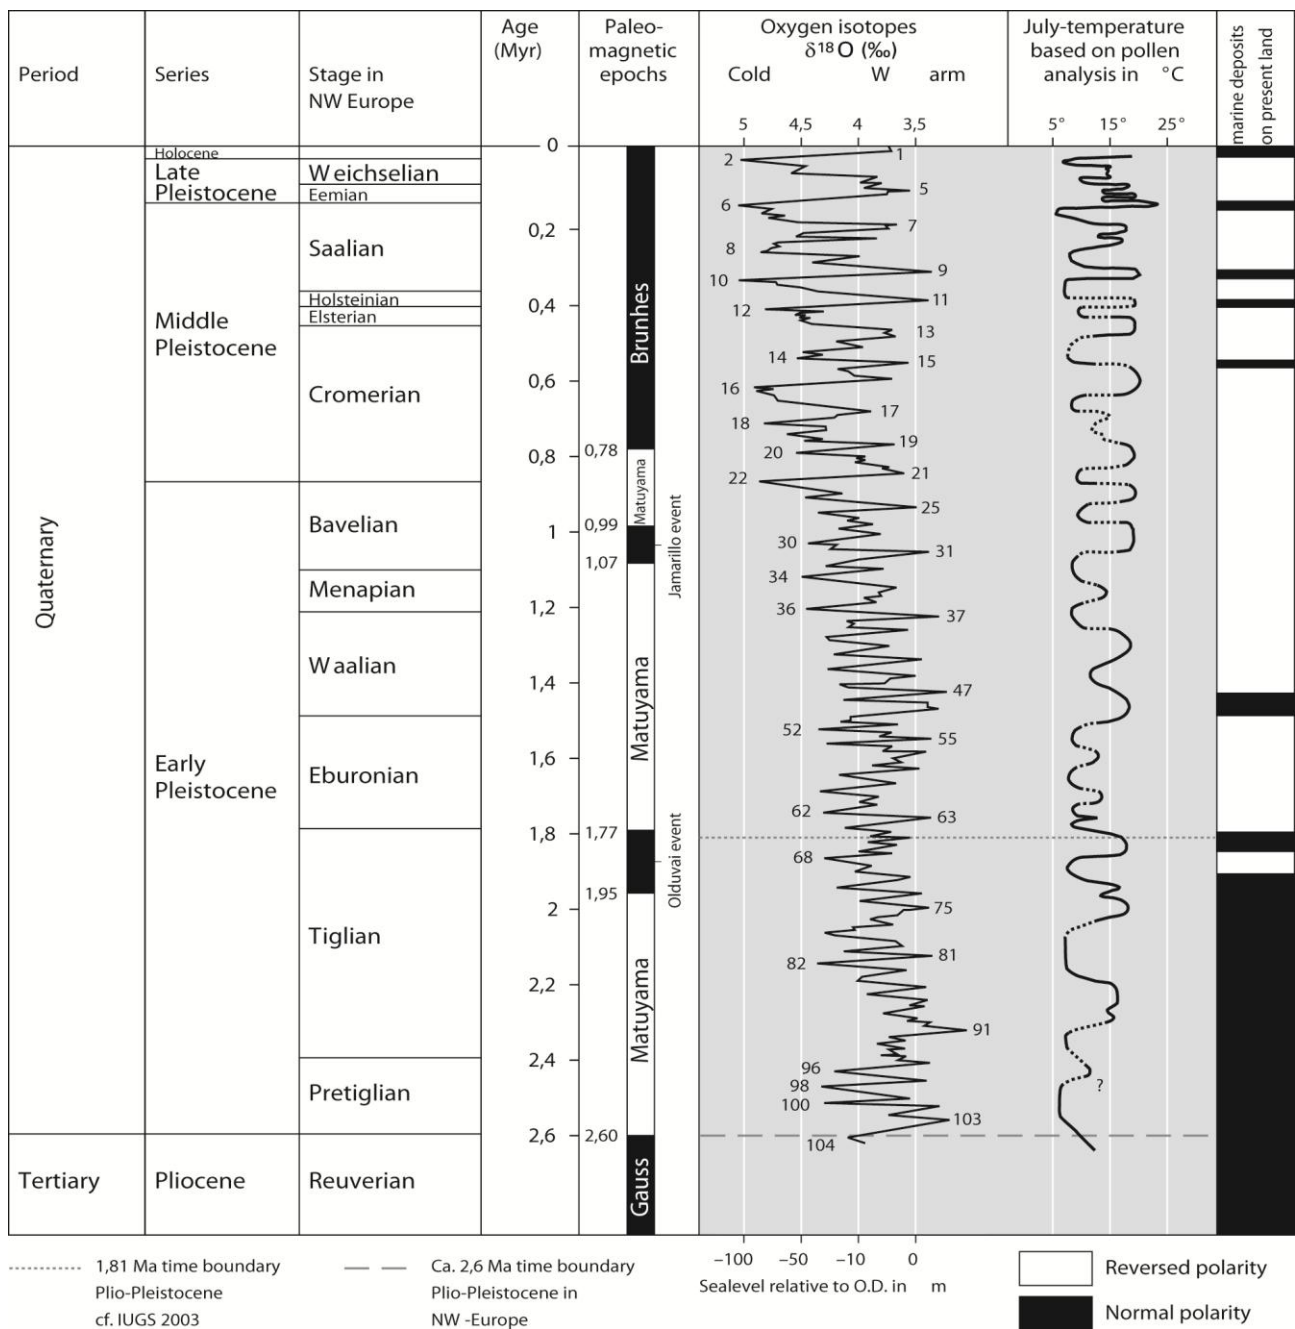 Period
Series
Stage in
NW Europe
Age
(Myr)
Paleo-
magnetic
epochs
Oxygen isotopes
δ¹⁸O (‰)
Cold W arm
5 4,5 4 3,5
July-temperature
based on pollen
analysis in °C
5° 15° 25°
marine deposits
on present land
Quaternary
Tertiary
Holocene
Late
Pleistocene
Middle
Pleistocene
Early
Pleistocene
Pliocene
Weichselian
Eemian
Saalian
Holsteinian
Elsterian
Cromerian
Bavelian
Menapian
Waalian
Eburonian
Tiglian
Pretiglian
Reuverian
0
0,2
0,4
0,6
0,8
1
1,2
1,4
1,6
1,8
2
2,2
2,4
2,6
0,78
0,99
1,07
1,77
1,95
2,60
Brunhes
Matuyama
Matuyama
Matuyama
Gauss
Jamarillo event
Olduvai event
1
2
5
6
7
8
9
10
11
12
13
14
15
16
17
18
19
20
21
22
25
30
31
34
36
37
47
52
55
62
63
68
75
81
82
91
96
98
100
103
104
?
–100 –50 –10 0
Sealevel relative to O.D. in m
1,81 Ma time boundary
Plio-Pleistocene
cf. IUGS 2003
Ca. 2,6 Ma time boundary
Plio-Pleistocene in
NW -Europe
Reversed polarity
Normal polarity